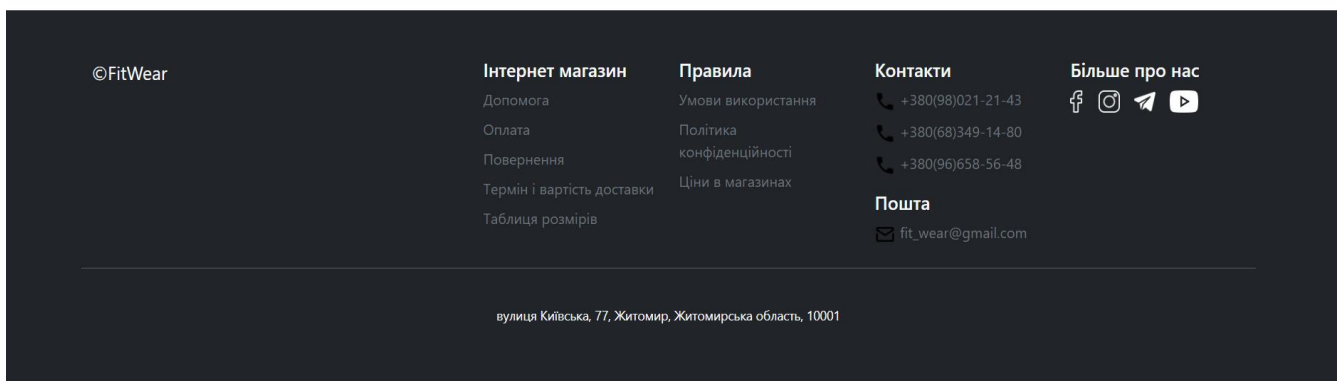 ©FitWear
Інтернет магазин
Допомога
Оплата
Повернення
Термін і вартість доставки
Таблиця розмірів
Правила
Умови використання
Політика
конфіденційності
Ціни в магазинах
Контакти
+380(98)021-21-43
+380(68)349-14-80
+380(96)658-56-48
Пошта
fit_wear@gmail.com
Більше про нас
вулиця Київська, 77, Житомир, Житомирська область, 10001